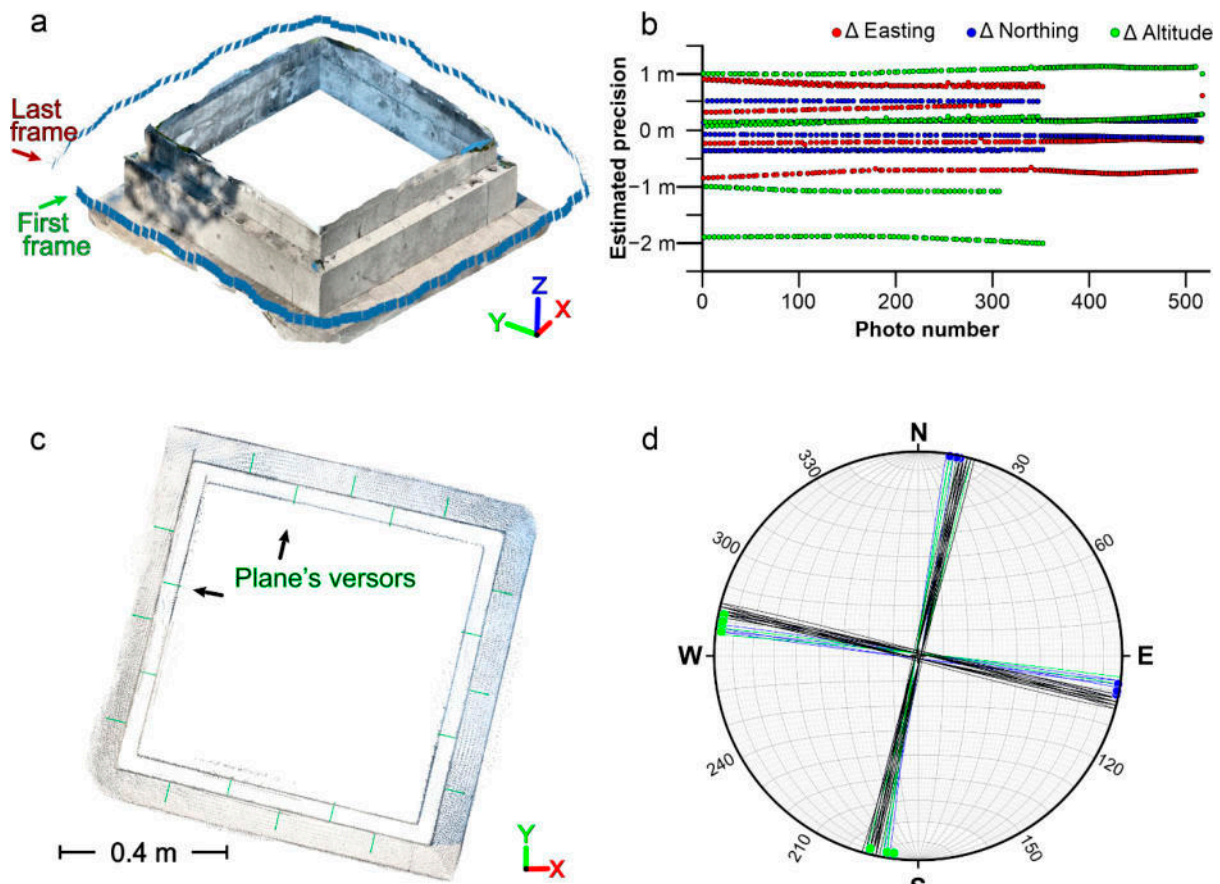 a
Last
frame
First
frame
Z
X
Y
b
Δ Easting
Δ Northing
Δ Altitude
Estimated precision
1 m
0 m
−1 m
−2 m
0
100
200
300
400
500
Photo number
c
Plane's versors
0.4 m
Y
X
d
N
30
60
E
120
150
S
210
240
W
300
330